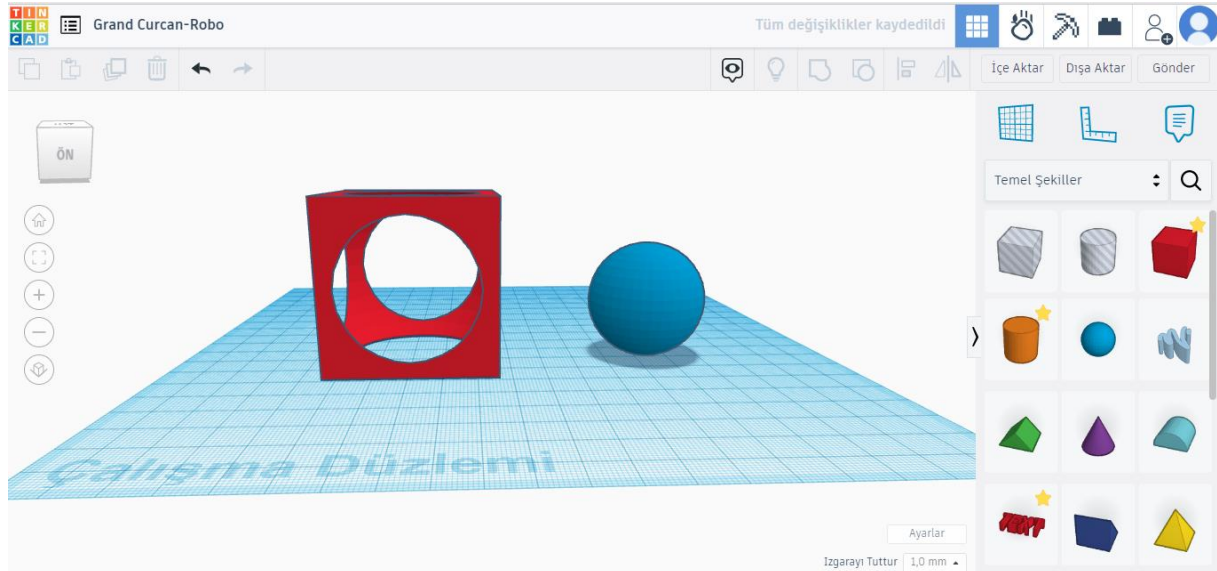 TIN
KER
CAD
Grand Curcan-Robo
Tüm değişiklikler kaydedildi
İçe Aktar
Dışa Aktar
Gönder
ÖN
Temel Şekiller
TEXT
Çalışma Düzlemi
Ayarlar
Izgarayı Tuttur 1,0 mm